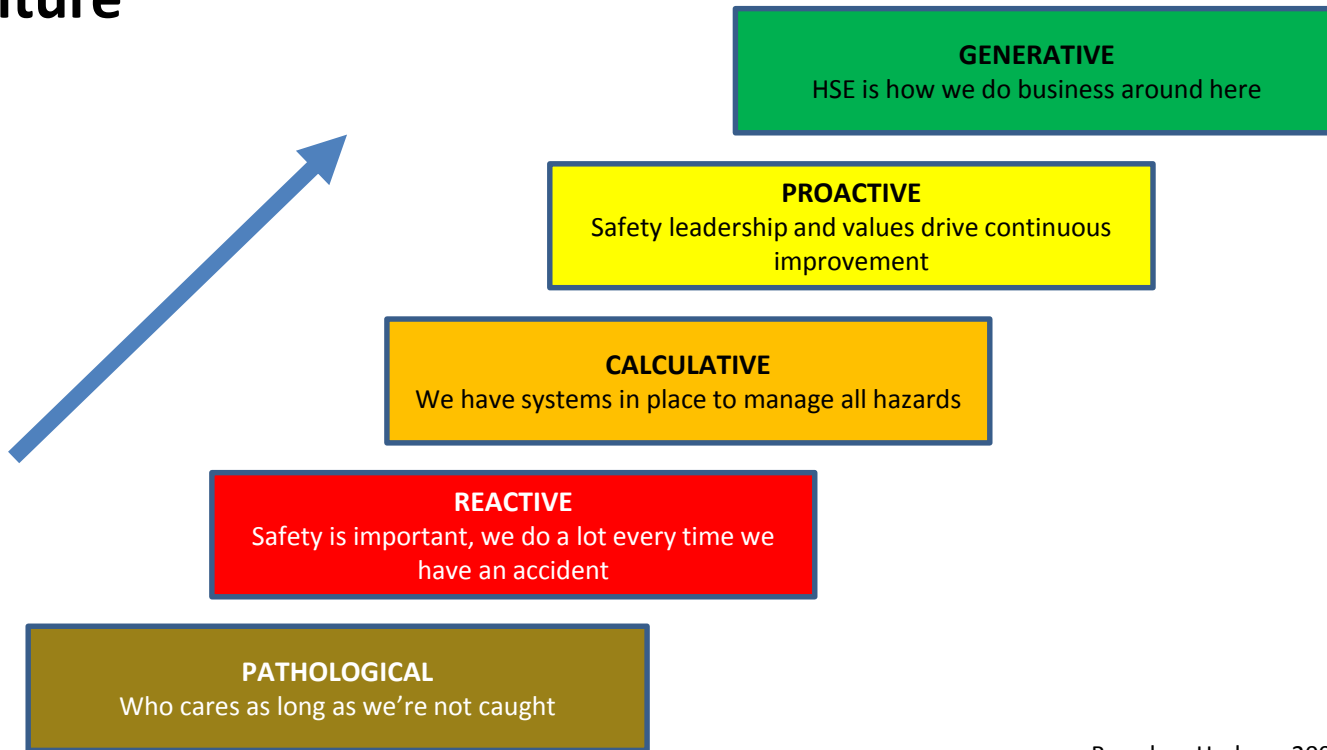 GENERATIVE
HSE is how we do business around here
PROACTIVE
Safety leadership and values drive continuous
improvement
CALCULATIVE
We have systems in place to manage all hazards
REACTIVE
Safety is important, we do a lot every time we
have an accident
PATHOLOGICAL
Who cares as long as we’re not caught